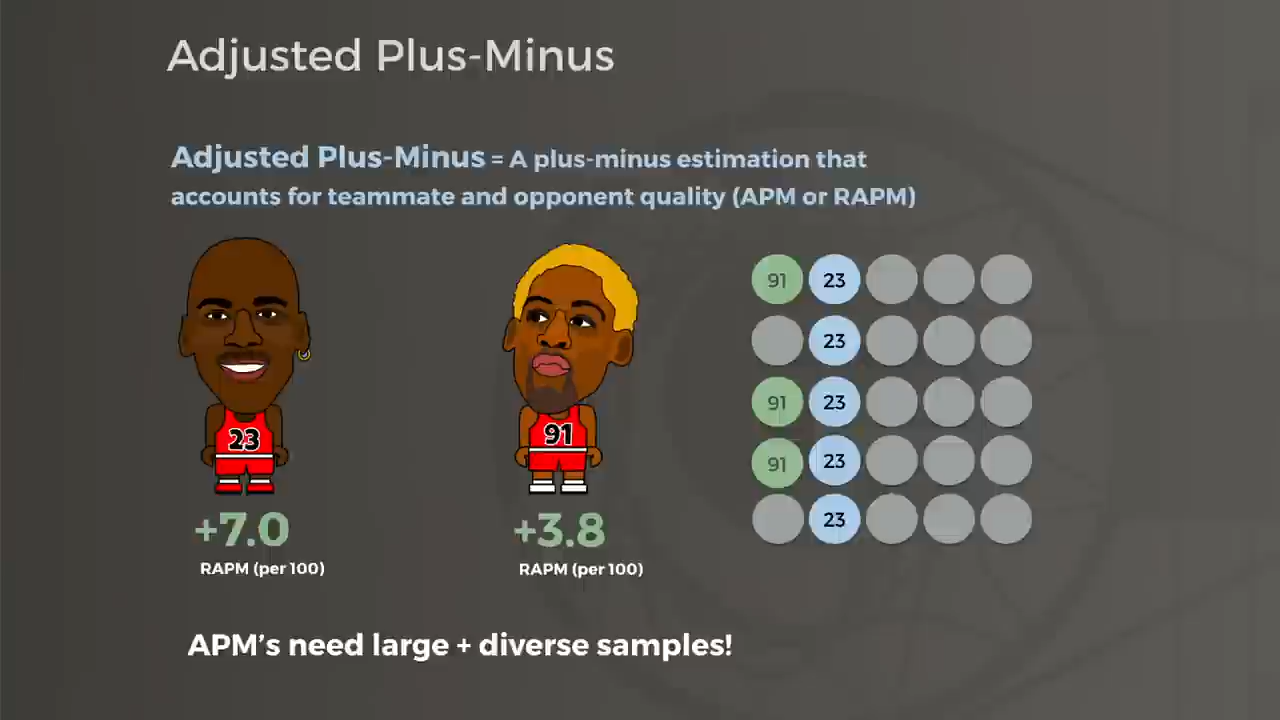 Adjusted Plus-Minus
Adjusted Plus-Minus = A plus-minus estimation that
accounts for teammate and opponent quality (APM or RAPM)
23
91
+7.0
RAPM (per 100)
+3.8
RAPM (per 100)
91 23
23
91 23
91 23
23
APM's need large + diverse samples!